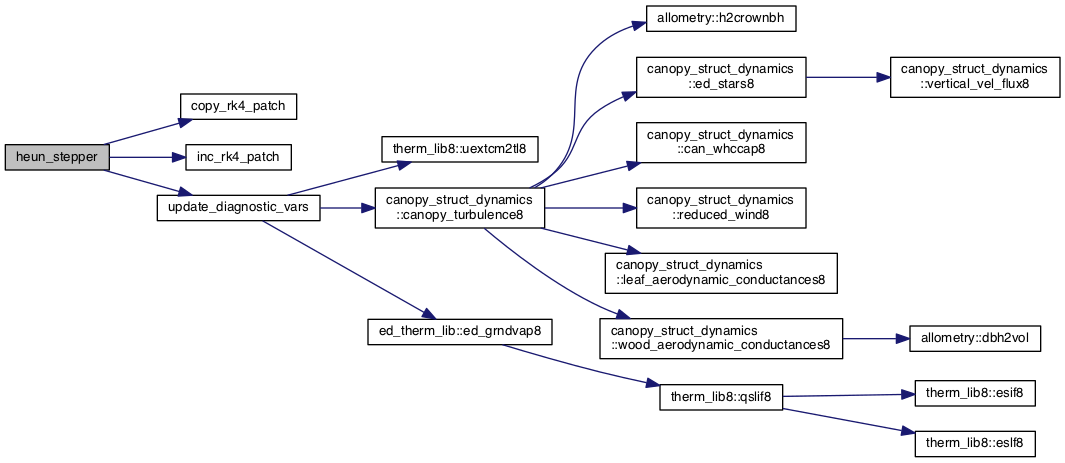 heun_stepper
copy_rk4_patch
inc_rk4_patch
update_diagnostic_vars
therm_lib8::uextcm2tl8
canopy_struct_dynamics
::canopy_turbulence8
ed_therm_lib::ed_grndvap8
allometry::h2crownbh
canopy_struct_dynamics
::ed_stars8
canopy_struct_dynamics
::can_whccap8
canopy_struct_dynamics
::reduced_wind8
canopy_struct_dynamics
::leaf_aerodynamic_conductances8
canopy_struct_dynamics
::wood_aerodynamic_conductances8
therm_lib8::qslif8
canopy_struct_dynamics
::vertical_vel_flux8
allometry::dbh2vol
therm_lib8::esif8
therm_lib8::eslf8